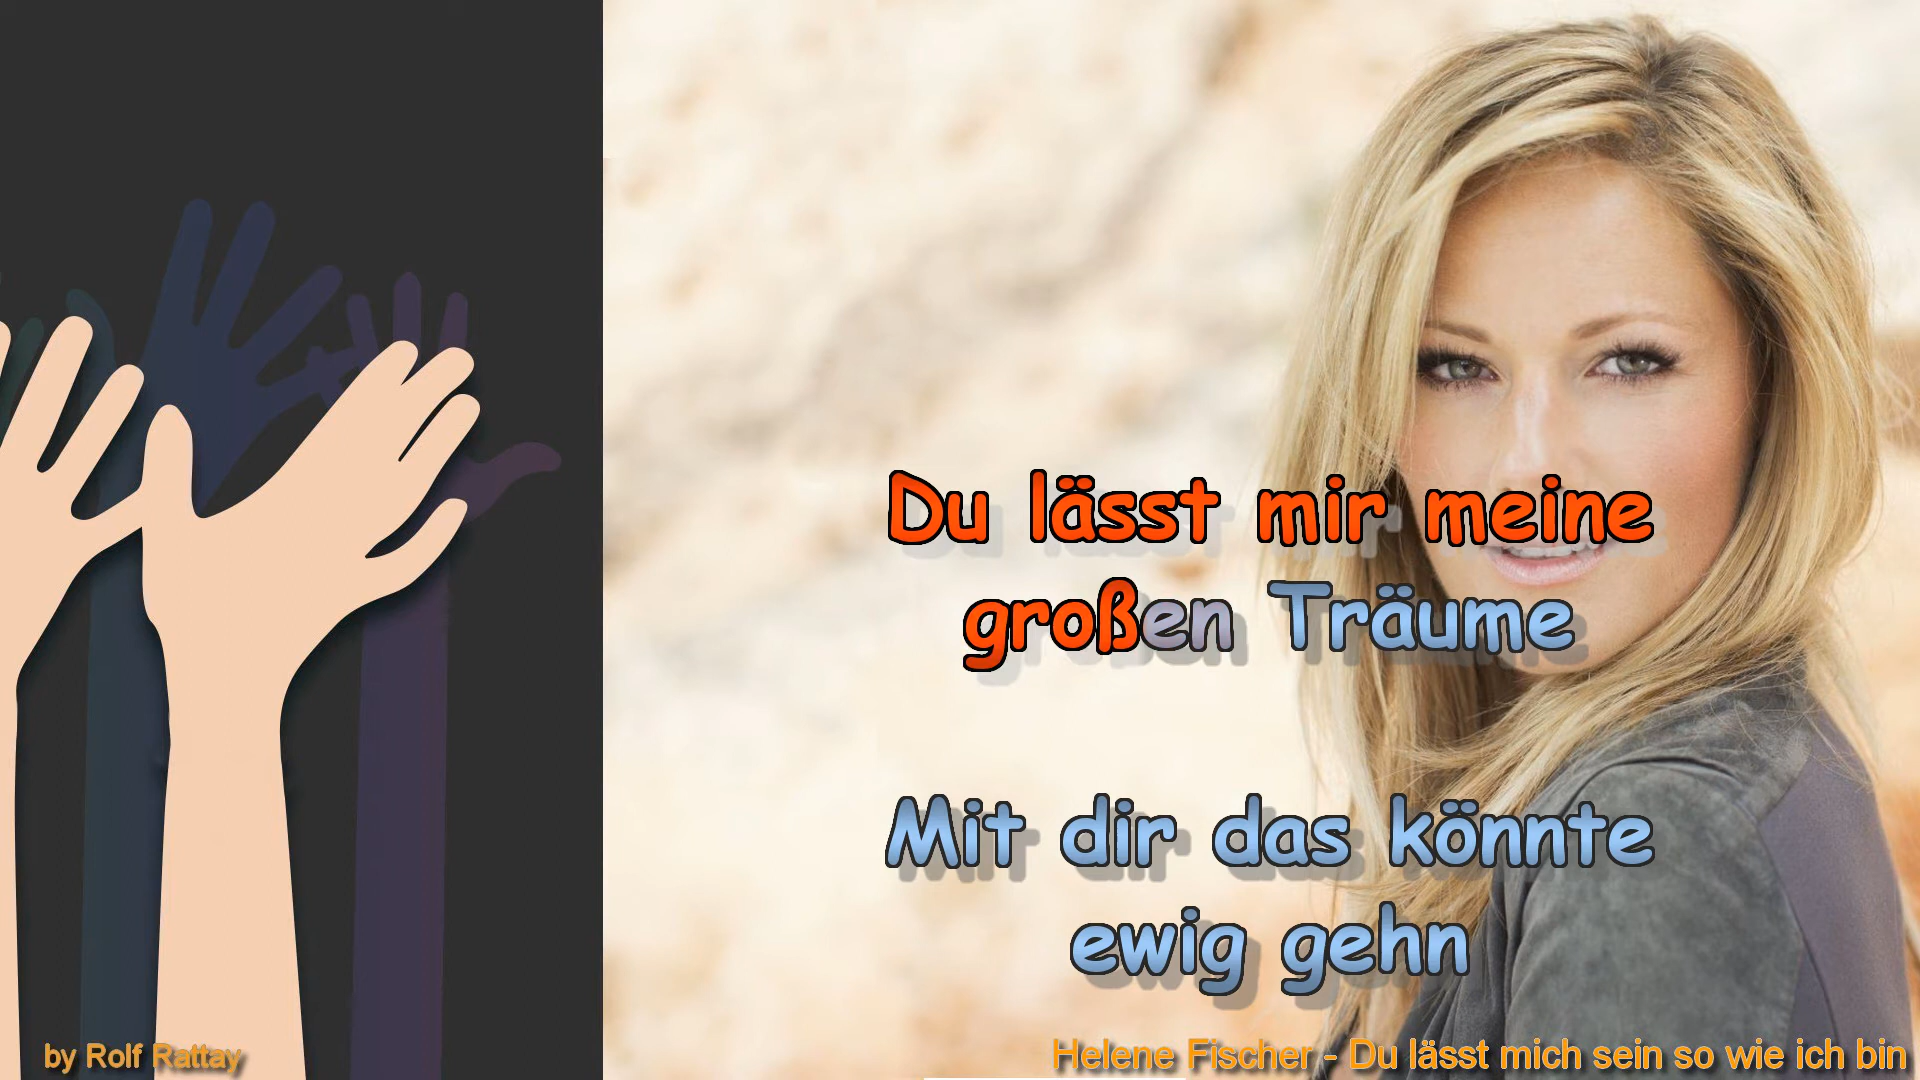 Du lässt mir meine
großen Träume
Mit dir das könnte
ewig gehn
by Rolf Rattay
Helene Fischer - Du lässt mich sein so wie ich bin